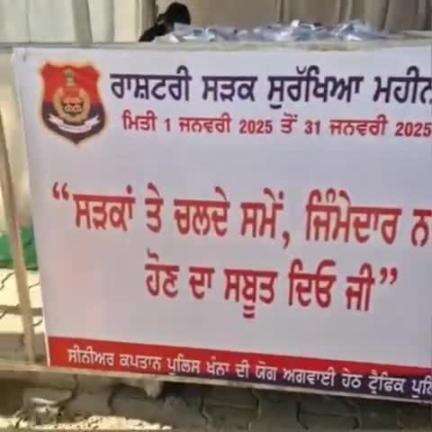 ਰਾਸ਼ਟਰੀ ਸੜਕ ਸੁਰੱਖਿਆ ਮਹੀਨ
ਮਿਤੀ 1 ਜਨਵਰੀ 2025 ਤੋਂ 31 ਜਨਵਰੀ 2025
“ਸੜਕਾਂ ਤੇ ਚਲਦੇ ਸਮੇਂ, ਜਿੰਮੇਦਾਰ ਨ
ਹੋਣ ਦਾ ਸਬੂਤ ਦਿਓ ਜੀ”
ਸੀਨੀਅਰ ਕਪਤਾਨ ਪੁਲਿਸ ਖੰਨਾ ਦੀ ਯੋਗ ਅਗਵਾਈ ਹੇਠ ਟ੍ਰੈਫਿਕ ਪੁਲਿ